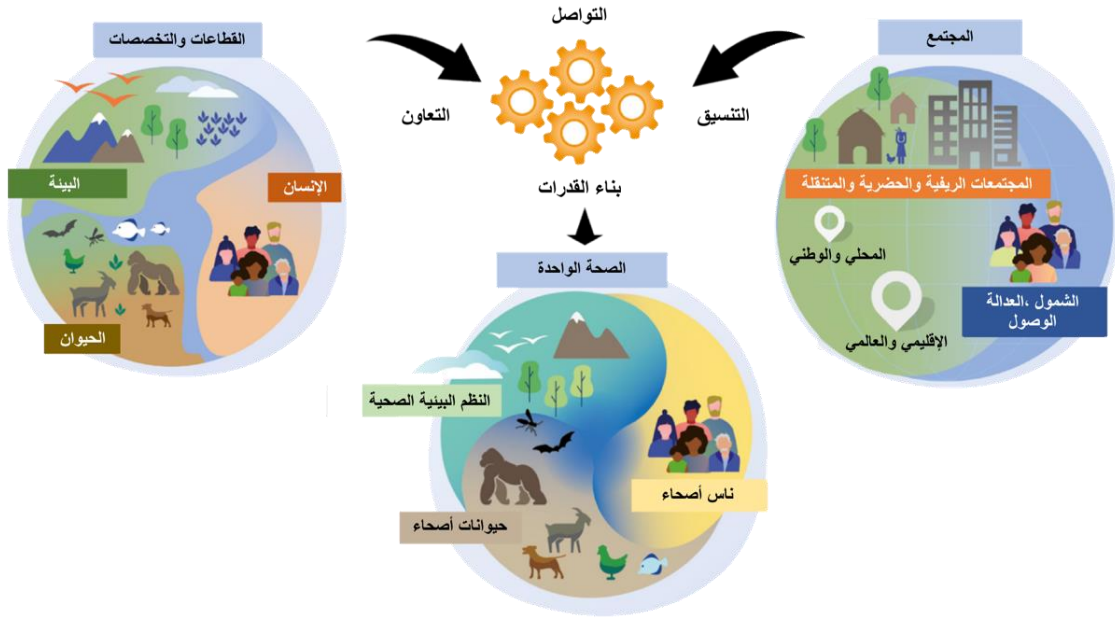 التواصل
المجتمع
القطاعات والتخصصات
التنسيق
التعاون
بناء القدرات
المجتمعات الريفية والحضرية والمتنقلة
الإنسان
البيئة
المحلي والوطني
الصحة الواحدة
الشمول ،العدالة
الوصول
الحيوان
الإقليمي والعالمي
النظم البيئية الصحية
ناس أصحاء
حيوانات أصحاء